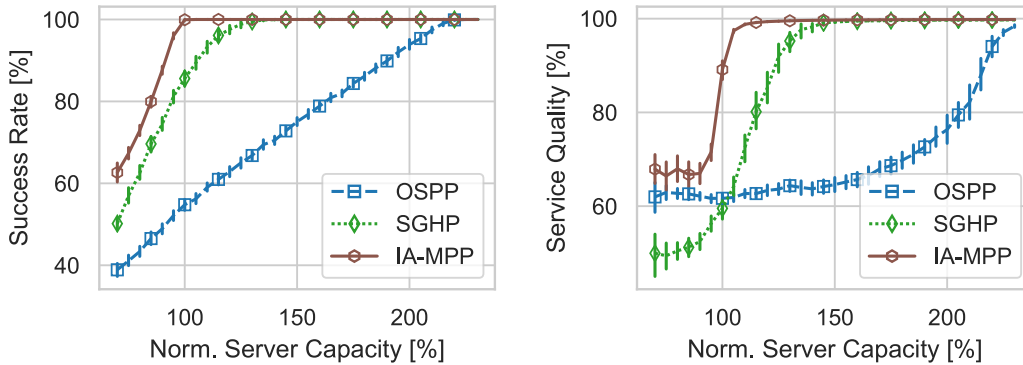 Success Rate [%]
100
80
60
40
100
150
200
Norm. Server Capacity [%]
OSPP
SGHP
IA-MPP
Service Quality [%]
100
80
60
100
150
200
Norm. Server Capacity [%]
OSPP
SGHP
IA-MPP